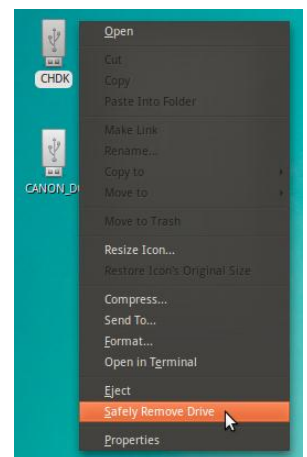 CHDK
CANON_D
Open
Cut
Copy
Paste Into Folder
Make Link
Rename...
Copy to
Move to
Move to Trash
Resize Icon...
Restore Icon's Original Size
Compress...
Send To...
Format...
Open in Terminal
Eject
Safely Remove Drive
Properties